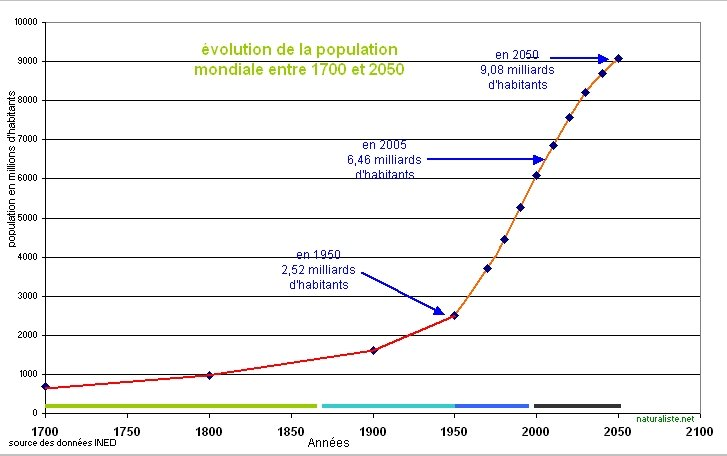 évolution de la population
mondiale entre 1700 et 2050
en 2050
9,08 milliards
d'habitants
en 2005
6,46 milliards
d'habitants
en 1950
2,52 milliards
d'habitants
population en millions d'habitants
10000
9000
8000
7000
6000
5000
4000
3000
2000
1000
0
1700 1750 1800 1850 1900 1950 2000 2050 2100
Années
naturaliste.net
source des données INED